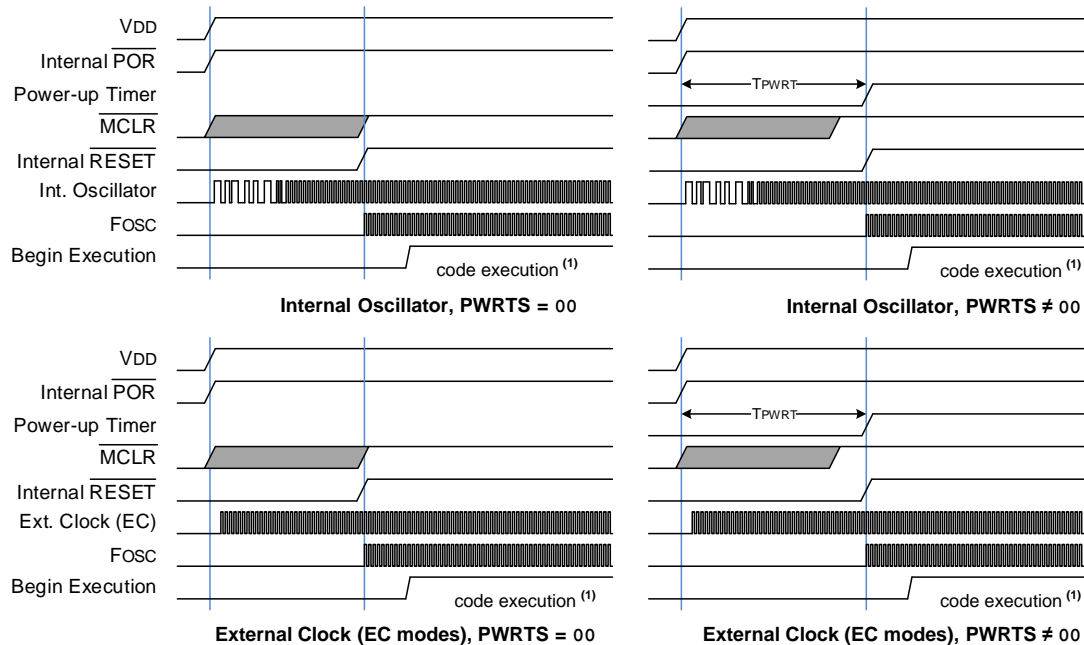 VDD
Internal POR
Power-up Timer
TPWRT
MCLR
Internal RESET
Int. Oscillator
FOSC
Begin Execution
code execution (1)
code execution (1)
Internal Oscillator, PWRTS = 00
Internal Oscillator, PWRTS ≠ 00
VDD
Internal POR
Power-up Timer
TPWRT
MCLR
Internal RESET
Ext. Clock (EC)
FOSC
Begin Execution
code execution (1)
code execution (1)
External Clock (EC modes), PWRTS = 00
External Clock (EC modes), PWRTS ≠ 00